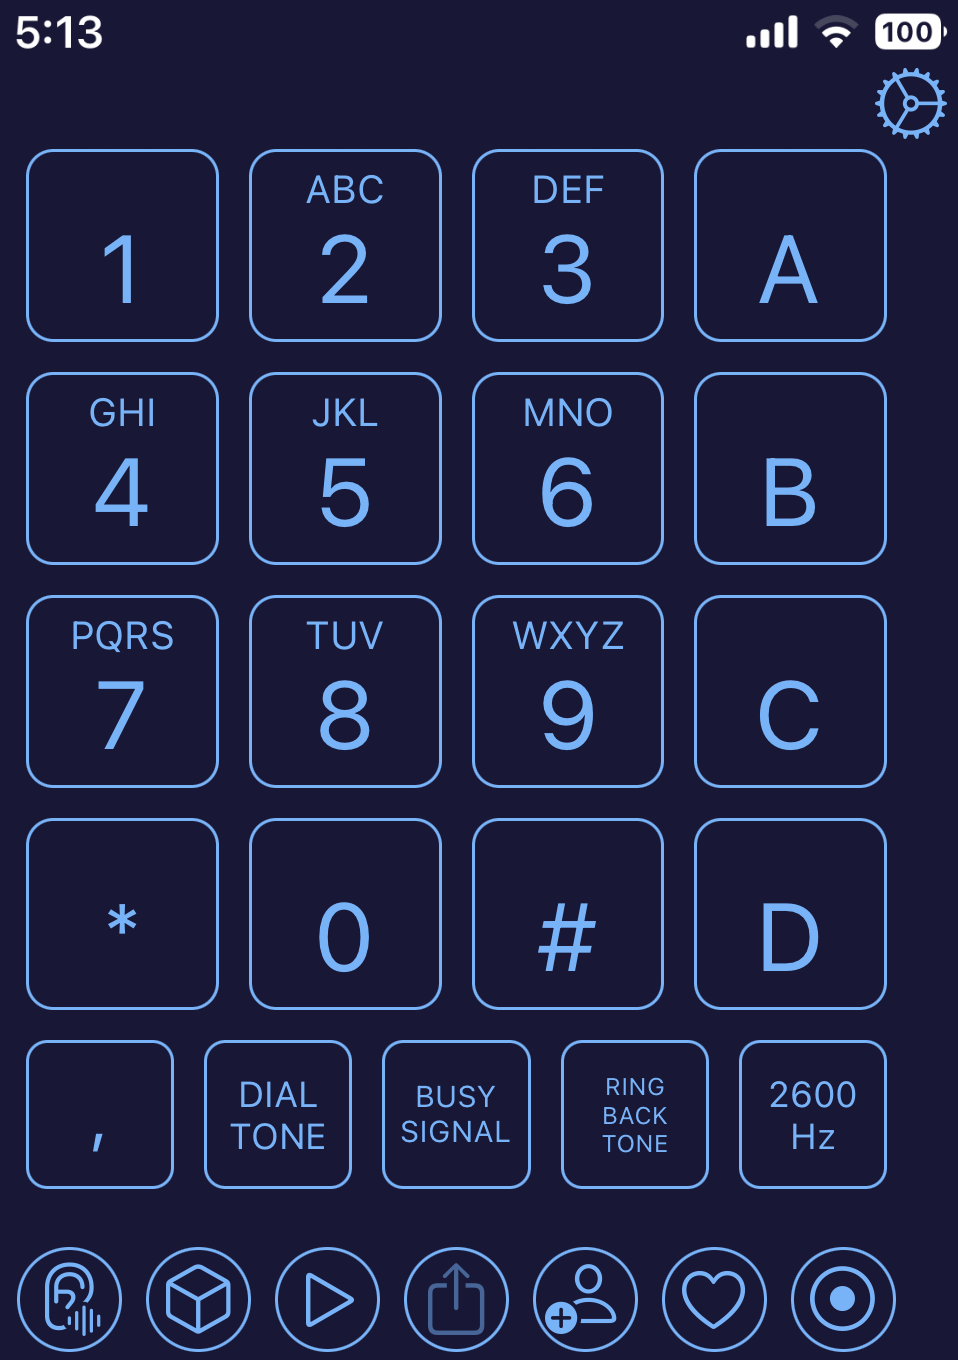 5:13
100
1
ABC
2
DEF
3
A
GHI
4
JKL
5
MNO
6
B
PQRS
7
TUV
8
WXYZ
9
C
*
0
#
D
,
DIAL
TONE
BUSY
SIGNAL
RING
BACK
TONE
2600
Hz